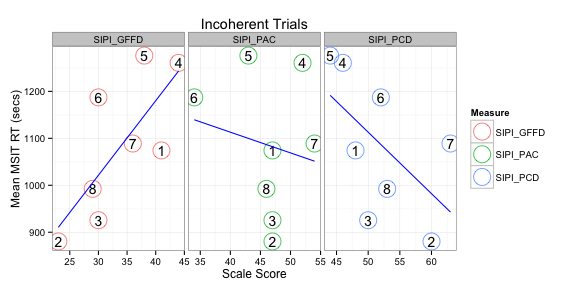 Incoherent Trials
SIPI_GFFD SIPI_PAC SIPI_PCD
Mean MSIT RT (secs)
1200
1100
1000
900
5 4 6 7 1 8 3 2
5 4 6 7 1 8 3 2
5 4 6 7 1 8 3 2
25 30 35 40 45 35 40 45 50 55 45 50 55 60
Scale Score
Measure
SIPI_GFFD
SIPI_PAC
SIPI_PCD